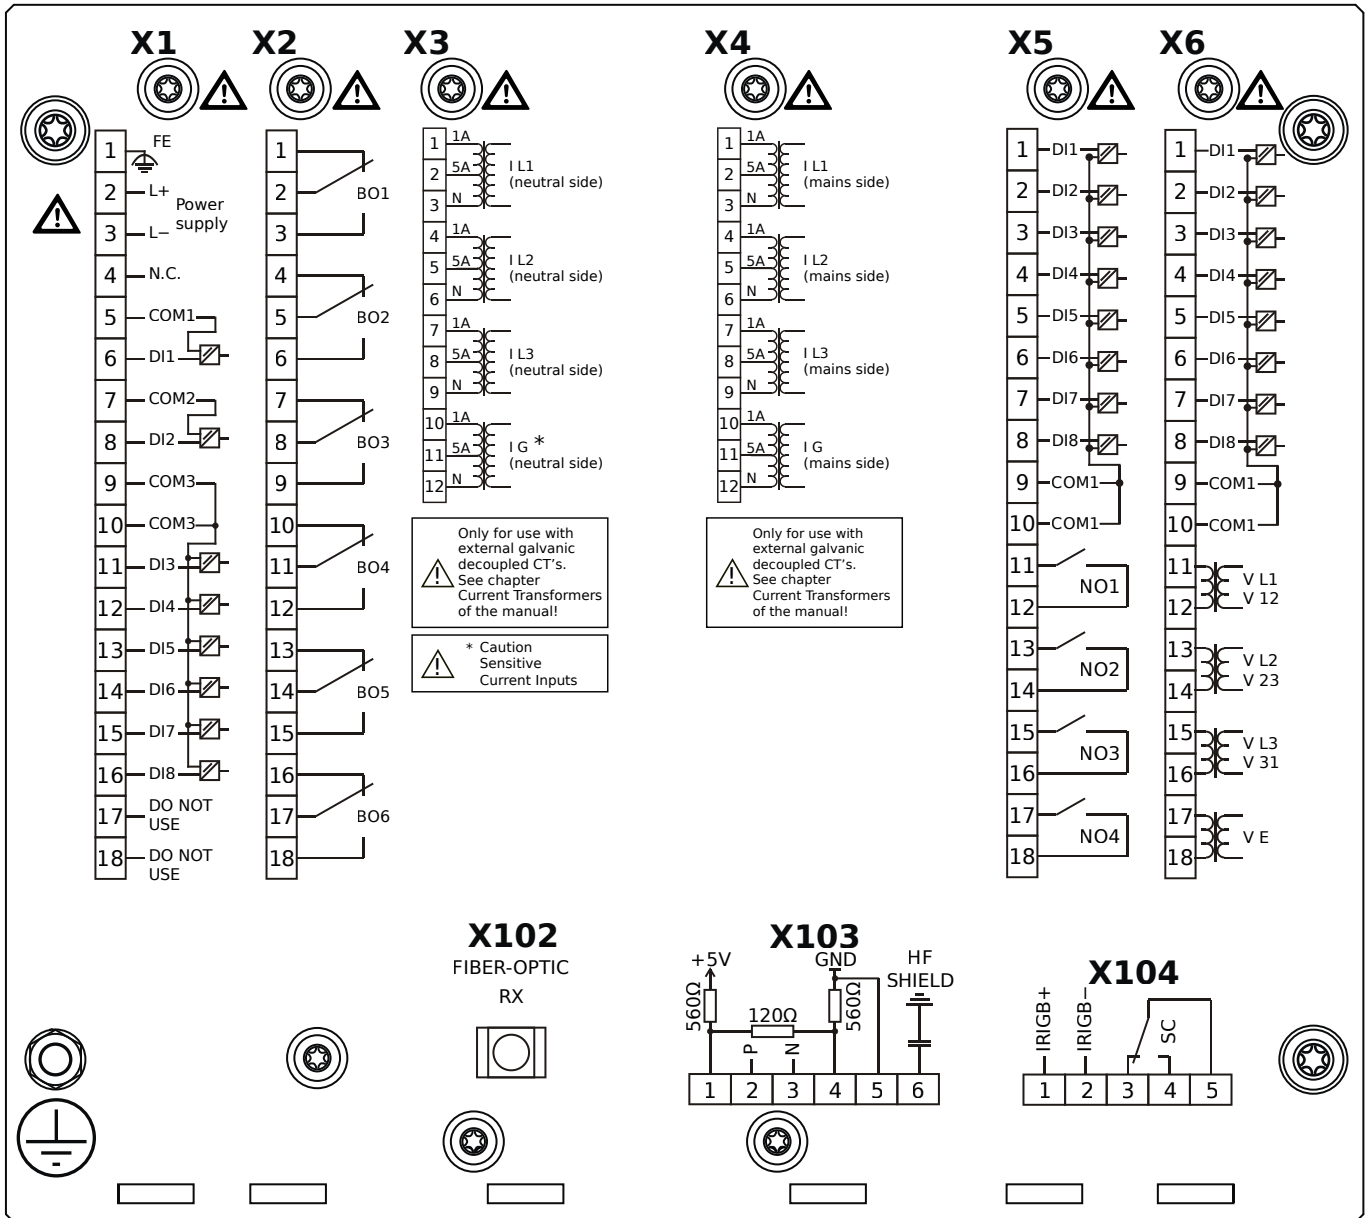 X1
1 FE
2 L+
Power
supply
3 L−
4 N.C.
5 COM1
6 DI1
7 COM2
8 DI2
9 COM3
10 COM3
11 DI3
12 DI4
13 DI5
14 DI6
15 DI7
16 DI8
17 DO NOT
USE
18 DO NOT
USE
X2
1
2 BO1
3
4
5 BO2
6
7
8 BO3
9
10
11 BO4
12
13
14 BO5
15
16
17 BO6
18
X3
1 1A
2 5A I L1
(neutral side)
3 N
4 1A
5 5A I L2
(neutral side)
6 N
7 1A
8 5A I L3
(neutral side)
9 N
10 1A
11 5A I G *
(neutral side)
12 N
Only for use with
external galvanic
decoupled CT's.
See chapter
Current Transformers
of the manual!
* Caution
Sensitive
Current Inputs
X4
1 1A
2 5A I L1
(mains side)
3 N
4 1A
5 5A I L2
(mains side)
6 N
7 1A
8 5A I L3
(mains side)
9 N
10 1A
11 5A I G
(mains side)
12 N
Only for use with
external galvanic
decoupled CT's.
See chapter
Current Transformers
of the manual!
X5
1 DI1
2 DI2
3 DI3
4 DI4
5 DI5
6 DI6
7 DI7
8 DI8
9 COM1
10 COM1
11
NO1
12
13
NO2
14
15
NO3
16
17
NO4
18
X6
1 DI1
2 DI2
3 DI3
4 DI4
5 DI5
6 DI6
7 DI7
8 DI8
9 COM1
10 COM1
11 V L1
12 V 12
13 V L2
14 V 23
15 V L3
16 V 31
17
V E
18
X102
FIBER-OPTIC
RX
X103
+5V GND HF
SHIELD
560Ω 120Ω 560Ω
P N
1 2 3 4 5 6
X104
IRIGB+ IRIGB− SC
1 2 3 4 5